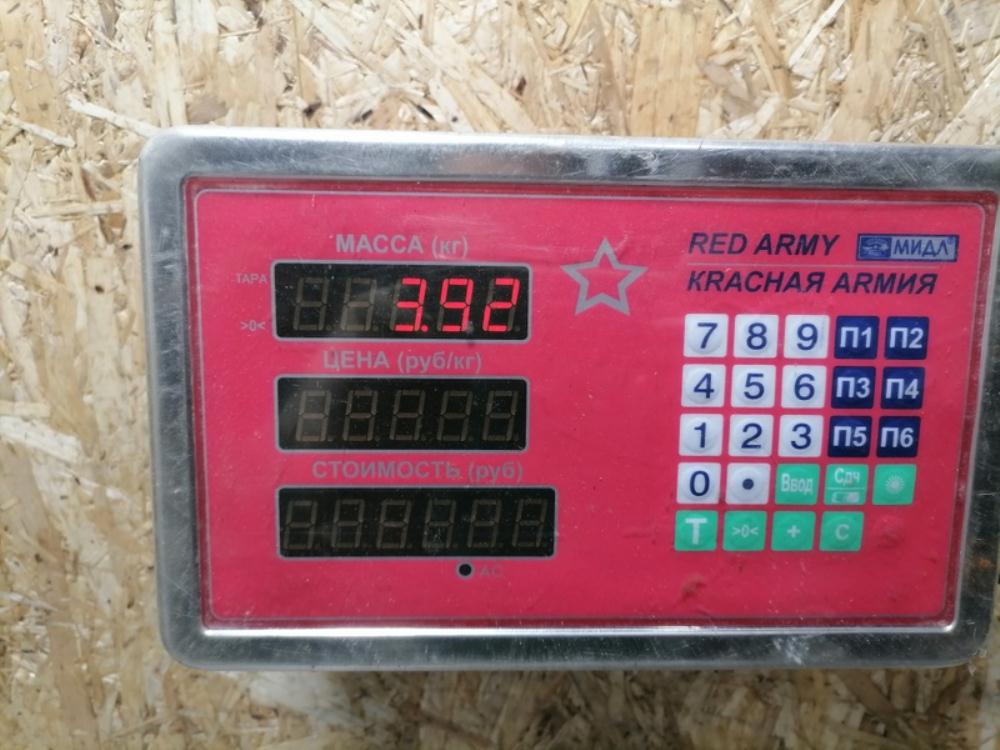 МАССА (кг)
ТАРА
>0<
3.92
ЦЕНА (руб/кг)
СТОИМОСТЬ (руб)
АС
RED ARMY МИДЛ®
КRАСНАЯ ARМИЯ
7 8 9 П1 П2
4 5 6 П3 П4
1 2 3 П5 П6
0 • Ввод Сдч
Т >0< + С